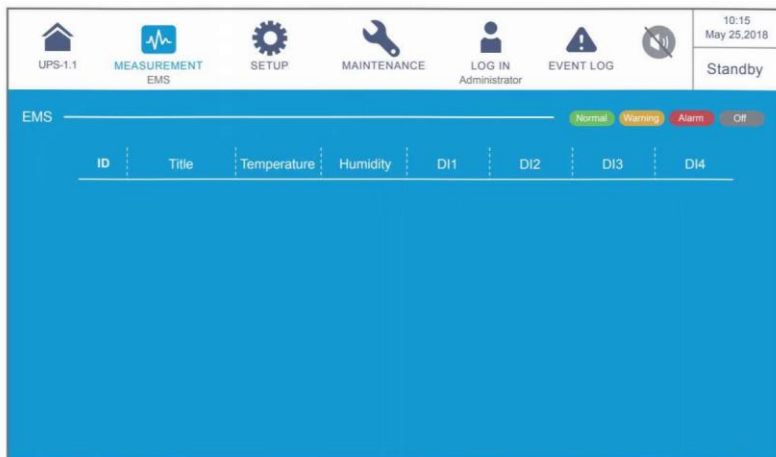 10:15
May 25,2018
UPS-1.1
MEASUREMENT
EMS
SETUP
MAINTENANCE
LOG IN
Administrator
EVENT LOG
Standby
EMS
Normal Warning Alarm Off
ID Title Temperature Humidity DI1 DI2 DI3 DI4